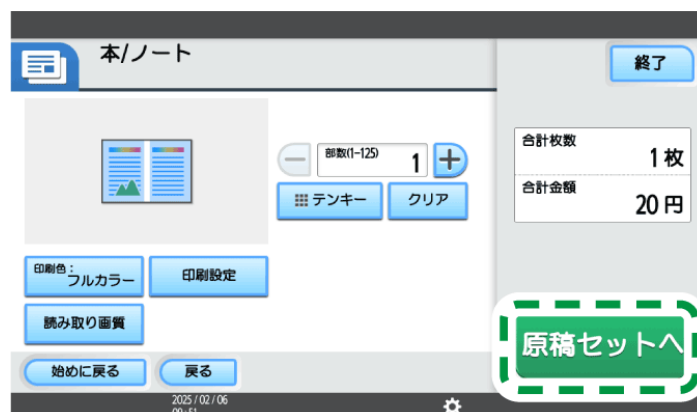 本/ノート
終了
部数(1-125)
1
テンキー
クリア
合計枚数
1 枚
合計金額
20 円
印刷色：
フルカラー
印刷設定
読み取り画質
原稿セットへ
始めに戻る
戻る
2025 / 02 / 06